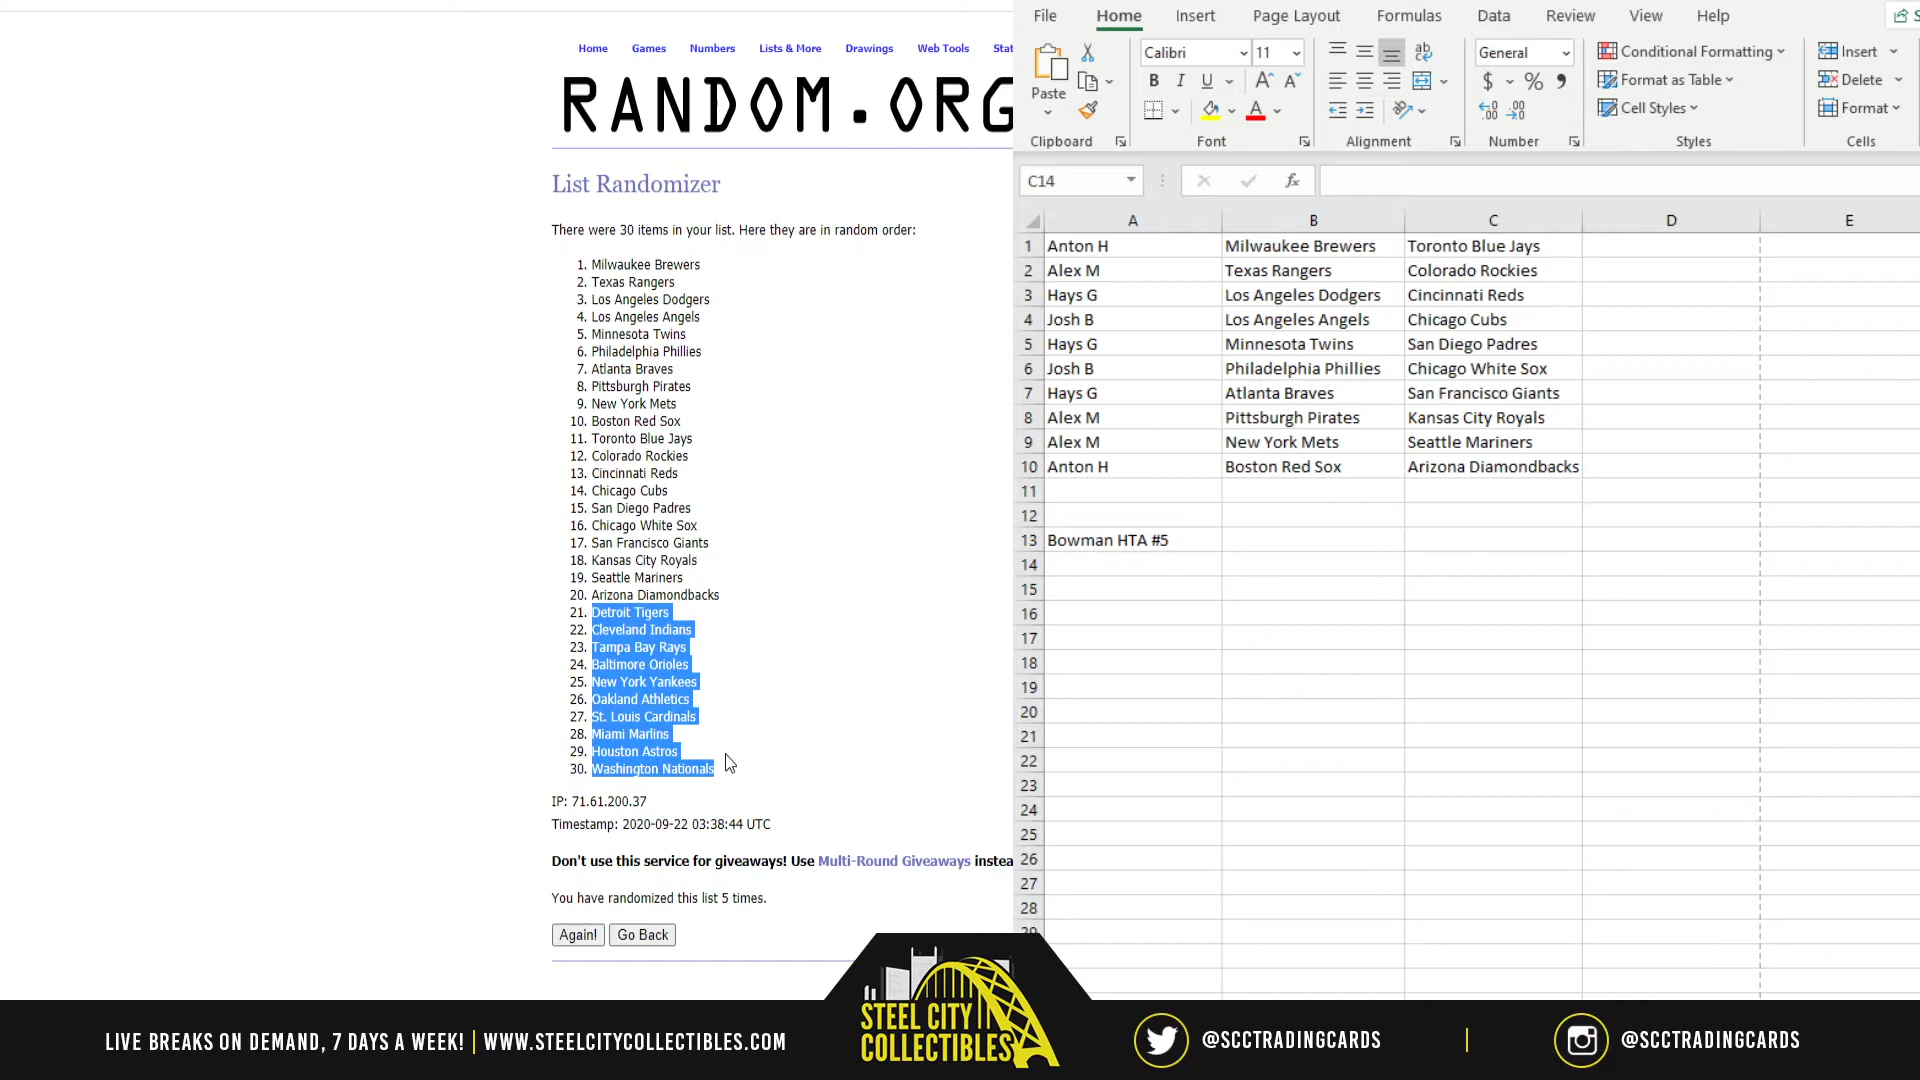 Home Games Numbers Lists & More Drawings Web Tools Stat
RANDOM.ORG
List Randomizer
There were 30 items in your list. Here they are in random order:
1. Milwaukee Brewers
2. Texas Rangers
3. Los Angeles Dodgers
4. Los Angeles Angels
5. Minnesota Twins
6. Philadelphia Phillies
7. Atlanta Braves
8. Pittsburgh Pirates
9. New York Mets
10. Boston Red Sox
11. Toronto Blue Jays
12. Colorado Rockies
13. Cincinnati Reds
14. Chicago Cubs
15. San Diego Padres
16. Chicago White Sox
17. San Francisco Giants
18. Kansas City Royals
19. Seattle Mariners
20. Arizona Diamondbacks
21. Detroit Tigers
22. Cleveland Indians
23. Tampa Bay Rays
24. Baltimore Orioles
25. New York Yankees
26. Oakland Athletics
27. St. Louis Cardinals
28. Miami Marlins
29. Houston Astros
30. Washington Nationals
IP: 71.61.200.37
Timestamp: 2020-09-22 03:38:44 UTC
Don't use this service for giveaways! Use Multi-Round Giveaways instea
You have randomized this list 5 times.
Again! Go Back
File Home Insert Page Layout Formulas Data Review View Help S
Calibri 11 General Conditional Formatting Insert
Paste B I U A A $ % 9 Format as Table Delete
A Cell Styles Format
Clipboard Font Alignment Number Styles Cells
C14 fx
A B C D E
1 Anton H Milwaukee Brewers Toronto Blue Jays
2 Alex M Texas Rangers Colorado Rockies
3 Hays G Los Angeles Dodgers Cincinnati Reds
4 Josh B Los Angeles Angels Chicago Cubs
5 Hays G Minnesota Twins San Diego Padres
6 Josh B Philadelphia Phillies Chicago White Sox
7 Hays G Atlanta Braves San Francisco Giants
8 Alex M Pittsburgh Pirates Kansas City Royals
9 Alex M New York Mets Seattle Mariners
10 Anton H Boston Red Sox Arizona Diamondbacks
11
12
13 Bowman HTA #5
14
15
16
17
18
19
20
21
22
23
24
25
26
27
28
29
LIVE BREAKS ON DEMAND, 7 DAYS A WEEK! | WWW.STEELCITYCOLLECTIBLES.COM
STEEL CITY
COLLECTIBLES
@SCCTRADINGCARDS | @SCCTRADINGCARDS